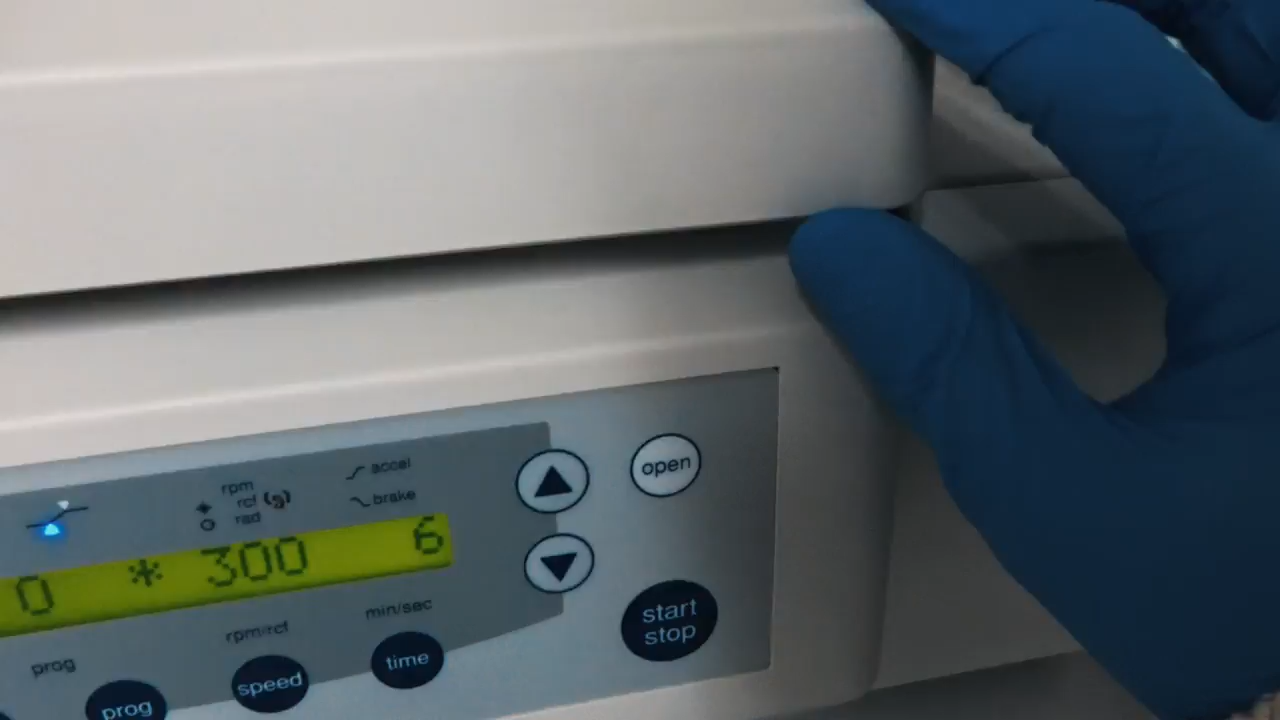 rpm
rcf
rad
accel
brake
open
0 * 300 6
min/sec
rpm/rcf
prog
start
stop
time
speed
prog